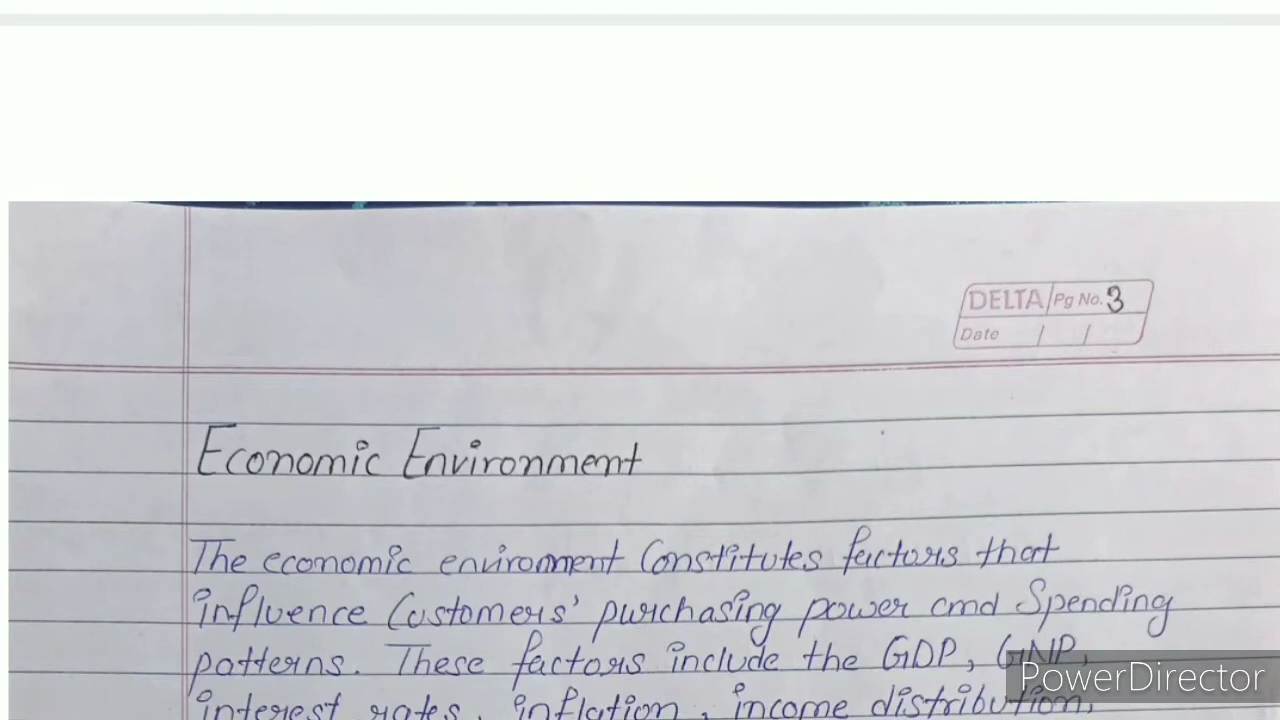 DELTA Pg No. 3
Date / /
Economic Environment
The economic environment Constitutes factors that
influence Customers' purchasing power and Spending
patterns. These factors include the GDP, GNP,
interest rates, inflation, income distribution,
PowerDirector